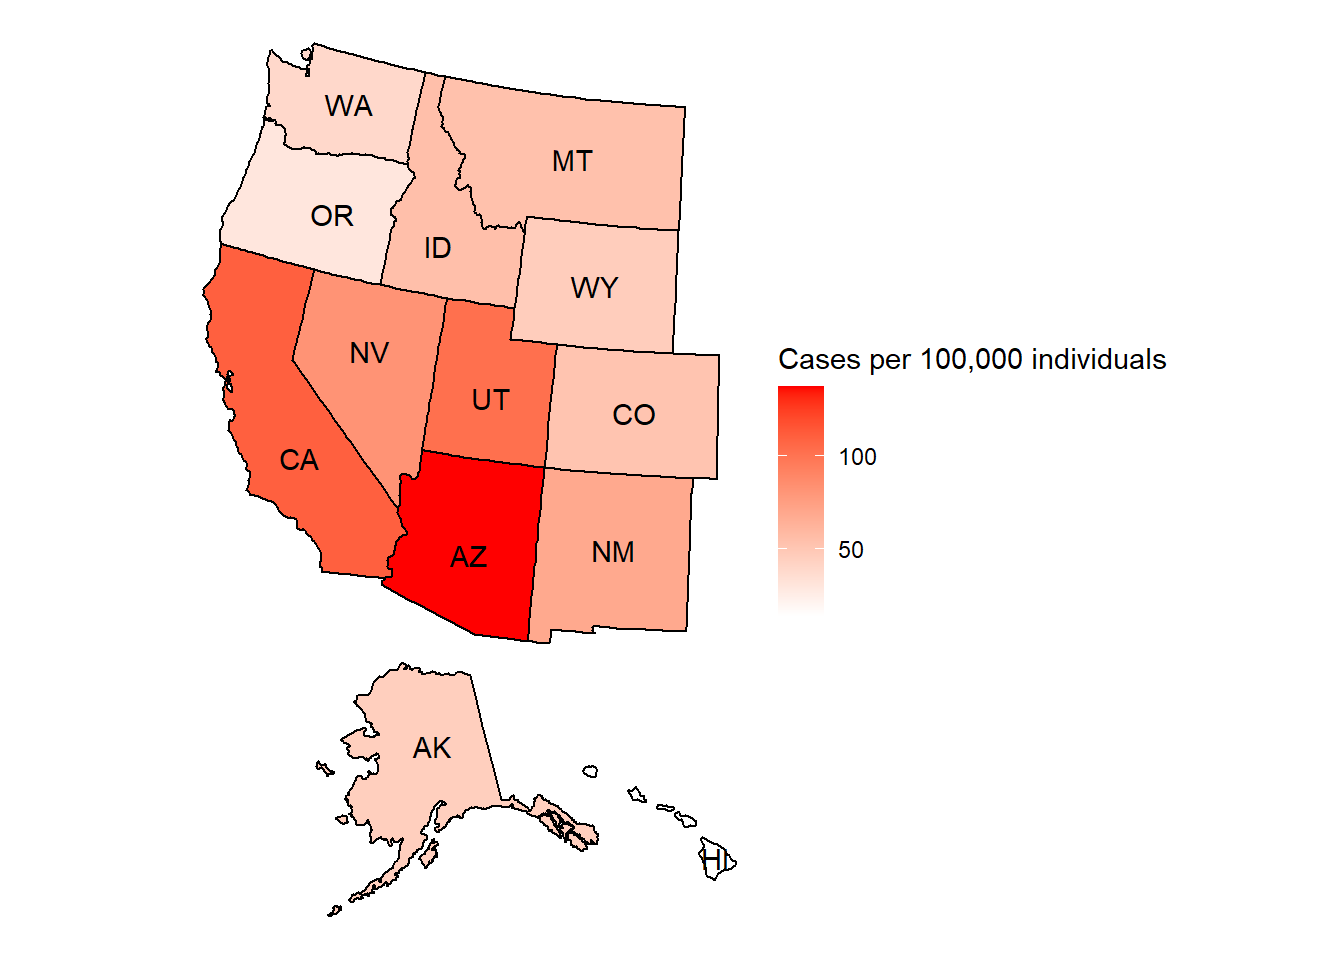 WA
MT
OR
ID
WY
NV
Cases per 100,000 individuals
UT
CO
CA
100
AZ
NM
50
AK
HI